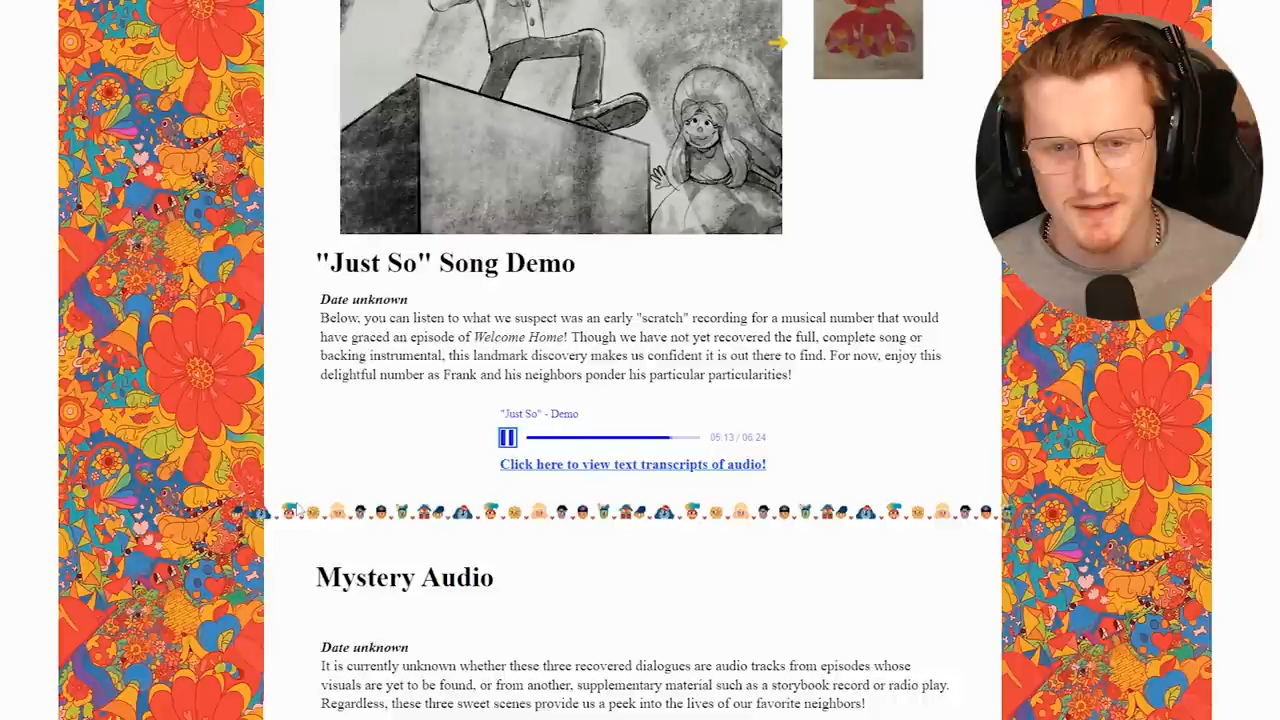 "Just So" Song Demo
Date unknown
Below, you can listen to what we suspect was an early "scratch" recording for a musical number that would
have graced an episode of Welcome Home! Though we have not yet recovered the full, complete song or
backing instrumental, this landmark discovery makes us confident it is out there to find. For now, enjoy this
delightful number as Frank and his neighbors ponder his particular particularities!
"Just So" - Demo
05:13 / 06:24
Click here to view text transcripts of audio!
Mystery Audio
Date unknown
It is currently unknown whether these three recovered dialogues are audio tracks from episodes whose
visuals are yet to be found, or from another, supplementary material such as a storybook record or radio play.
Regardless, these three sweet scenes provide us a peek into the lives of our favorite neighbors!